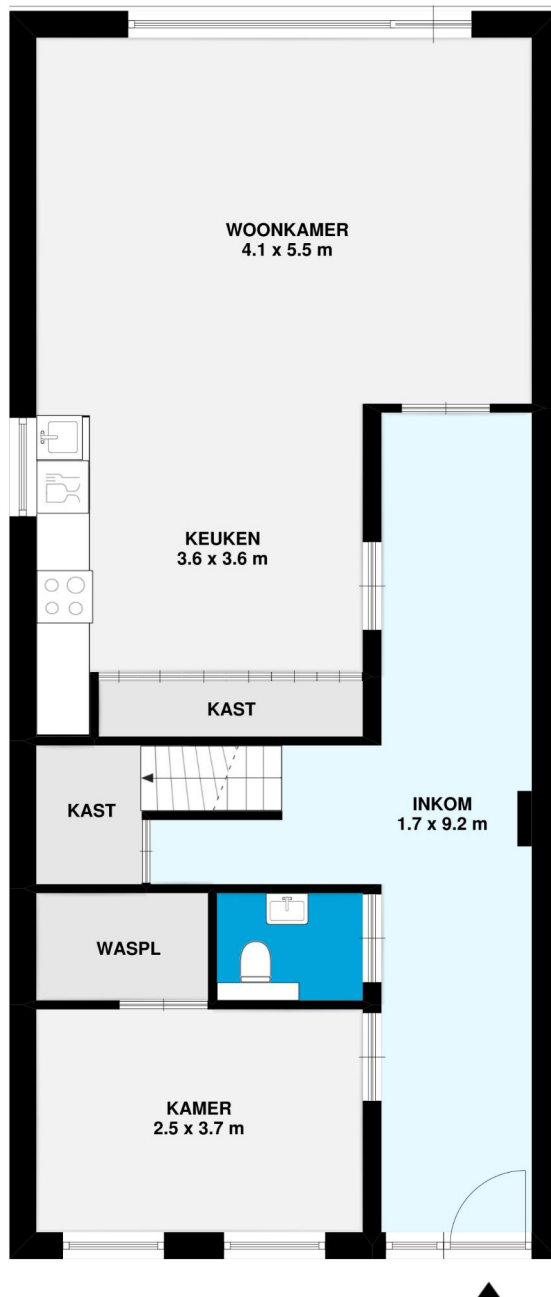 WOONKAMER
4.1 x 5.5 m
KEUKEN
3.6 x 3.6 m
KAST
KAST
INKOM
1.7 x 9.2 m
WASPL
KAMER
2.5 x 3.7 m